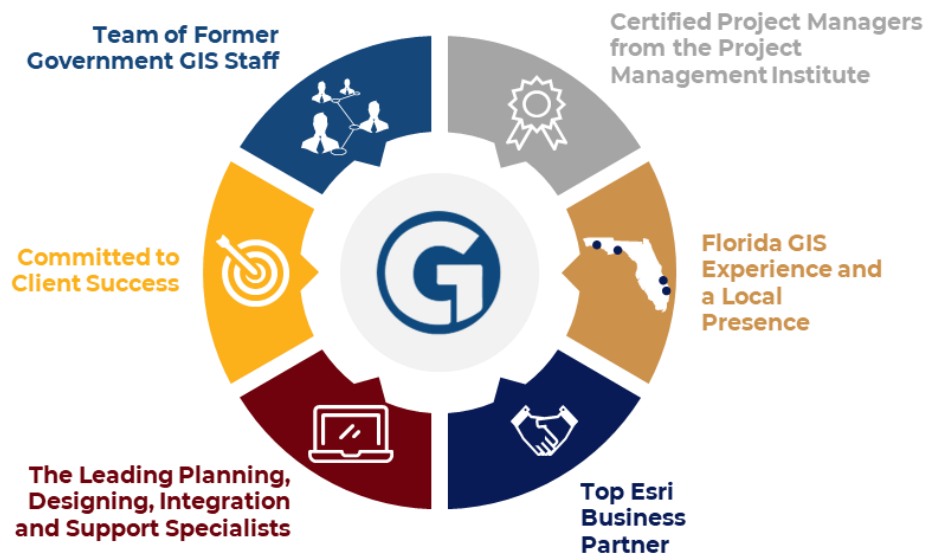 Team of Former
Government GIS Staff
Certified Project Managers
from the Project
Management Institute
Committed to
Client Success
G
Florida GIS
Experience and
a Local
Presence
The Leading Planning,
Designing, Integration
and Support Specialists
Top Esri
Business
Partner